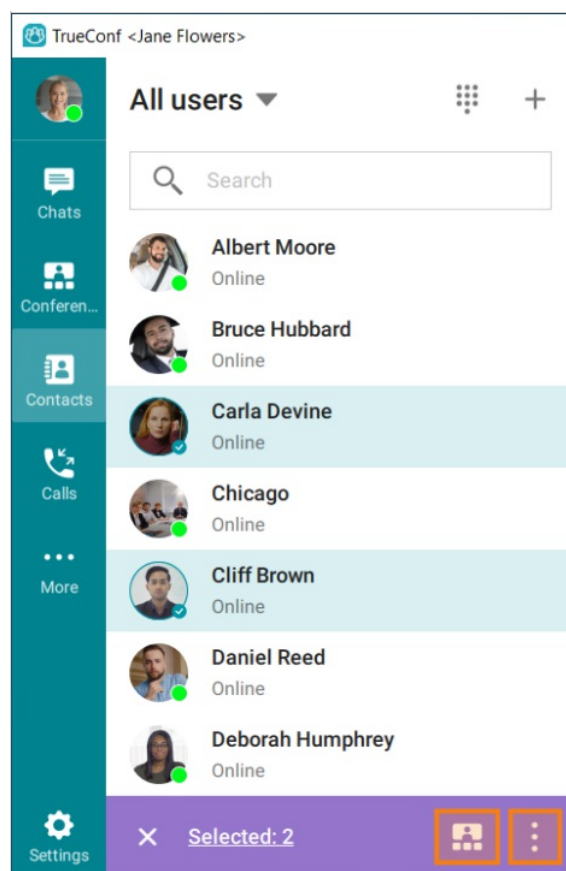 TrueConf <Jane Flowers>
All users
Search
Chats
Conferen...
Contacts
Calls
More
Settings
Albert Moore
Online
Bruce Hubbard
Online
Carla Devine
Online
Chicago
Online
Cliff Brown
Online
Daniel Reed
Online
Deborah Humphrey
Online
Selected: 2